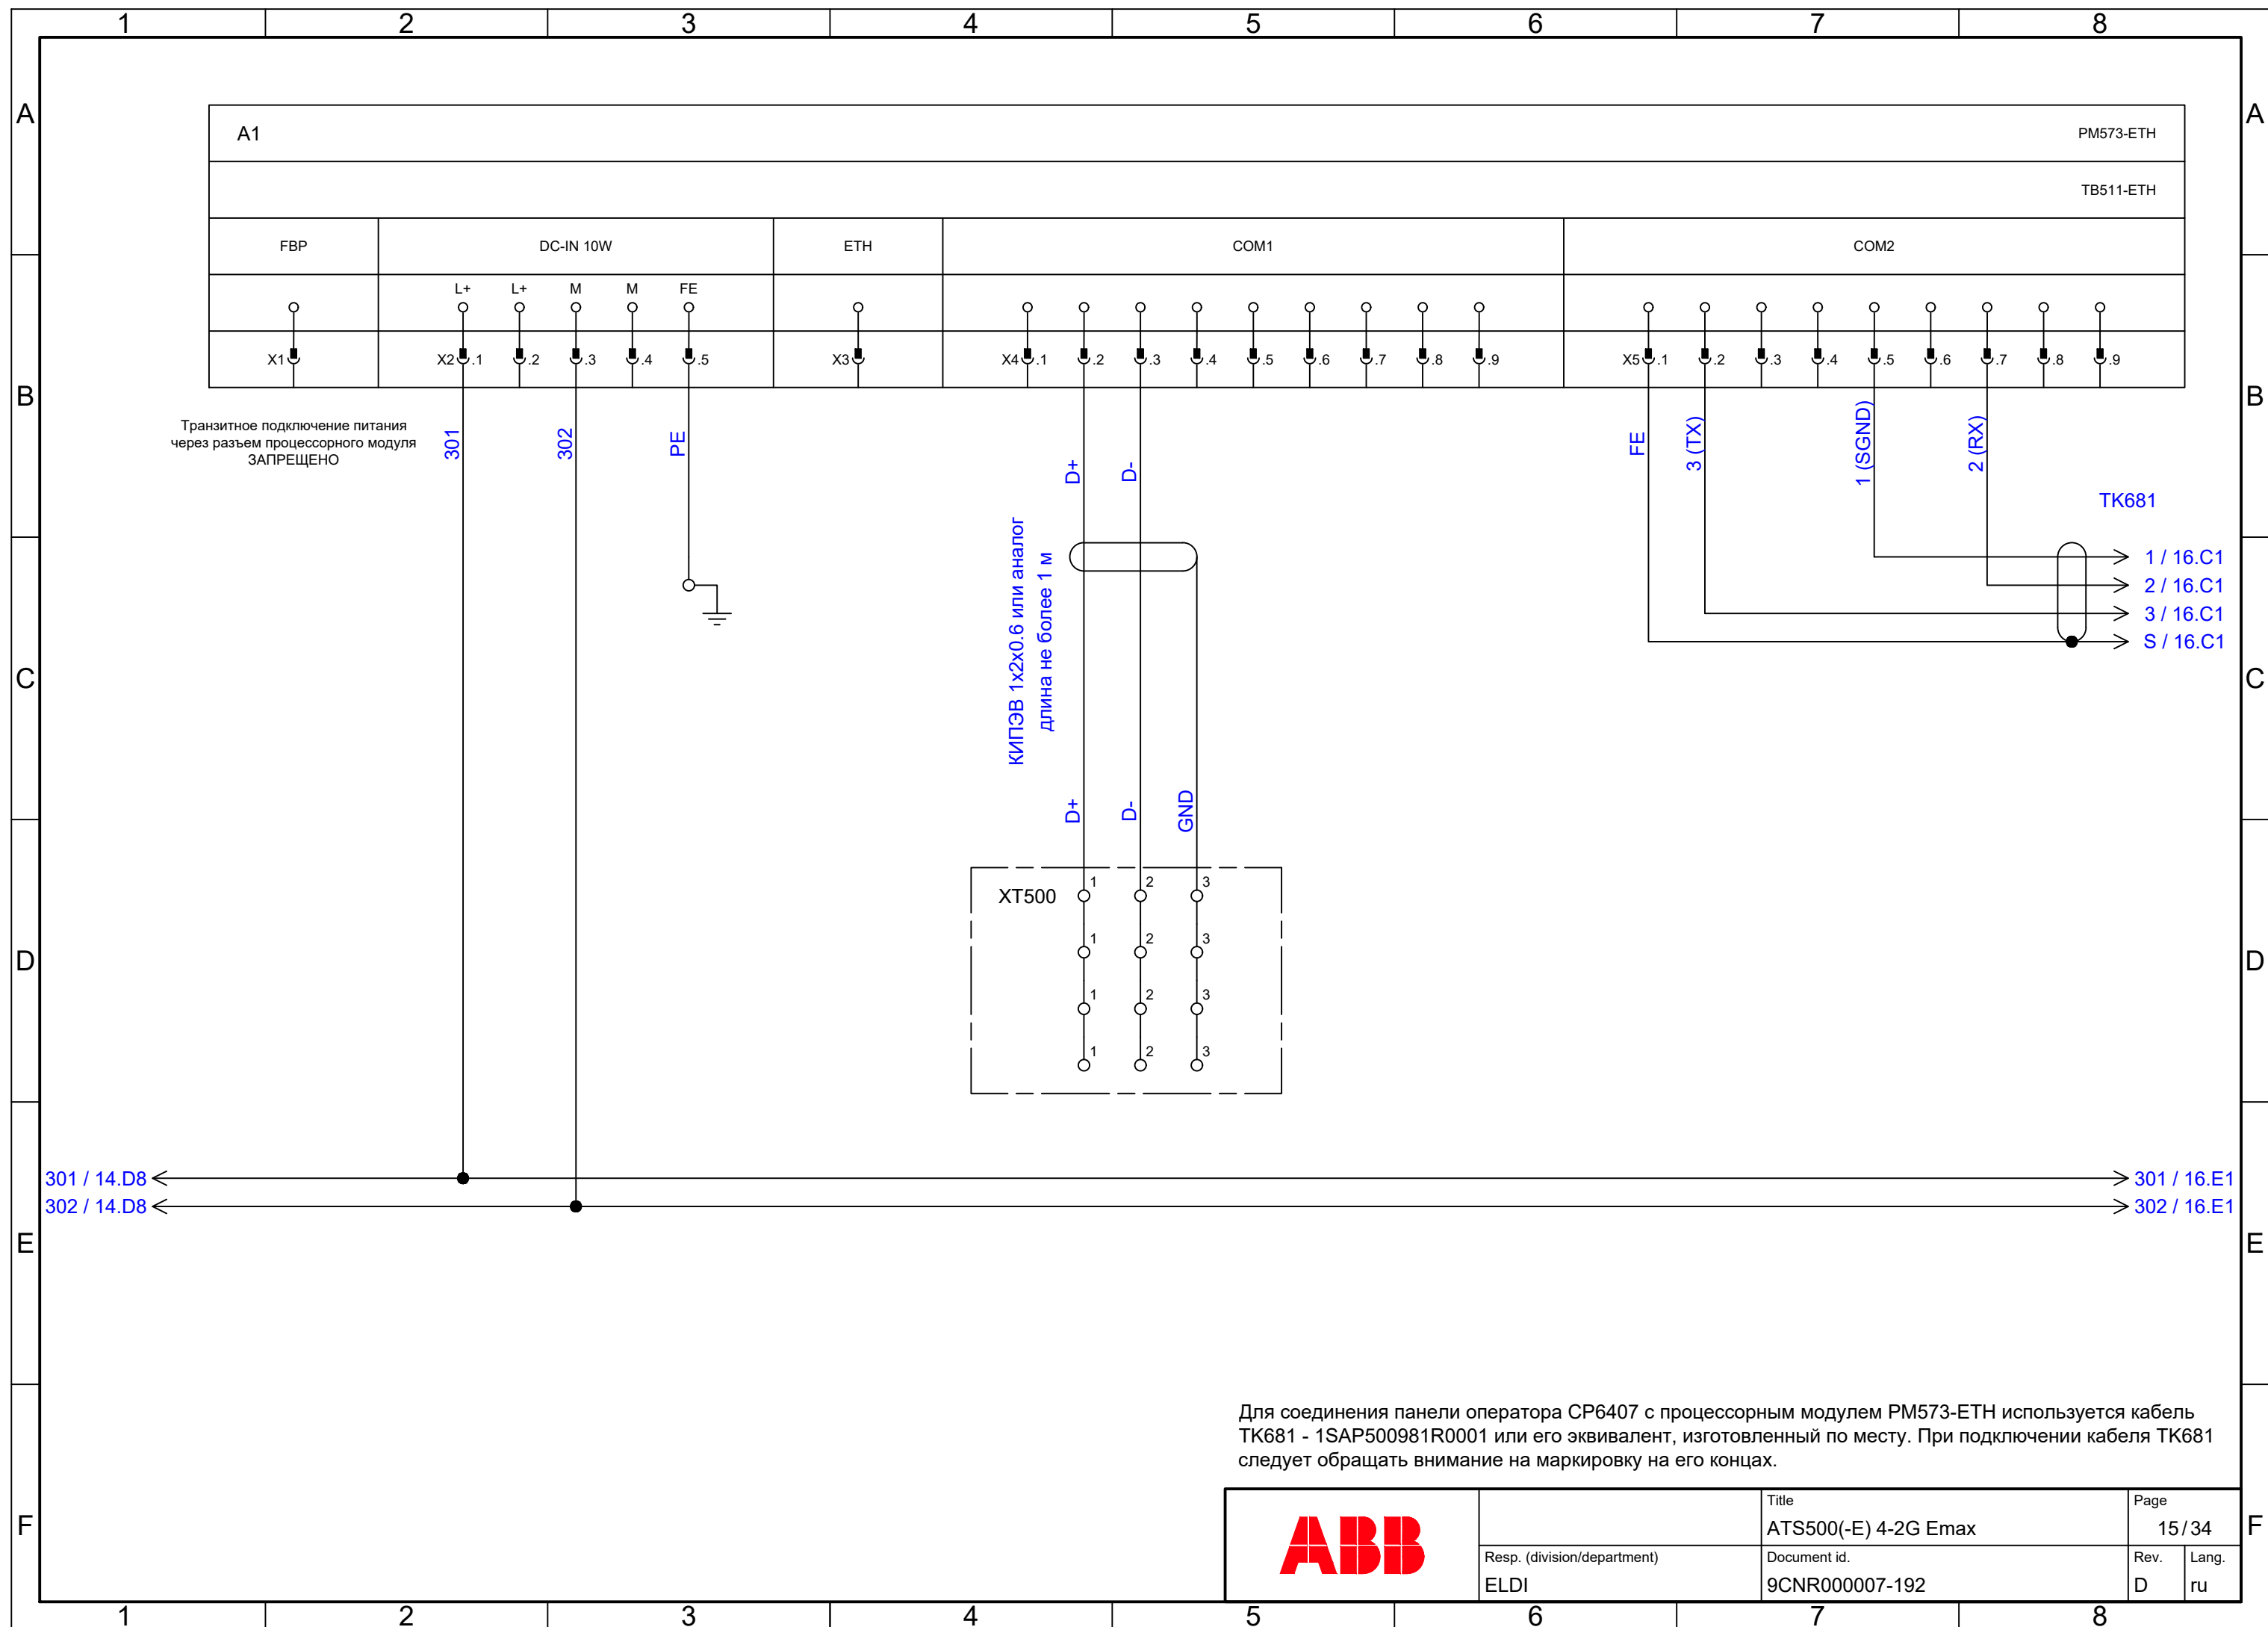 1 2 3 4 5 6 7 8
A A
A1 PM573-ETH
TB511-ETH
FBP DC-IN 10W ETH COM1 COM2
L+ L+ M M FE
X1 X2 .1 .2 .3 .4 .5 X3 X4 .1 .2 .3 .4 .5 .6 .7 .8 .9 X5 .1 .2 .3 .4 .5 .6 .7 .8 .9
B B
Транзитное подключение питания
через разъем процессорного модуля
ЗАПРЕЩЕНО
301
302
PE
D+
D-
FE
3 (TX)
1 (SGND)
2 (RX)
TK681
КИПЭВ 1x2x0.6 или аналог
длина не более 1 м
1 / 16.C1
2 / 16.C1
3 / 16.C1
S / 16.C1
C C
D+
D-
GND
XT500 1 2 3
1 2 3
1 2 3
1 2 3
D D
301 / 14.D8 301 / 16.E1
302 / 14.D8 302 / 16.E1
E E
Для соединения панели оператора CP6407 с процессорным модулем PM573-ETH используется кабель
TK681 - 1SAP500981R0001 или его эквивалент, изготовленный по месту. При подключении кабеля TK681
следует обращать внимание на маркировку на его концах.
F F
ABB
Title
ATS500(-E) 4-2G Emax
Page
15/34
Resp. (division/department)
ELDI
Document id.
9CNR000007-192
Rev.
D
Lang.
ru
1 2 3 4 5 6 7 8